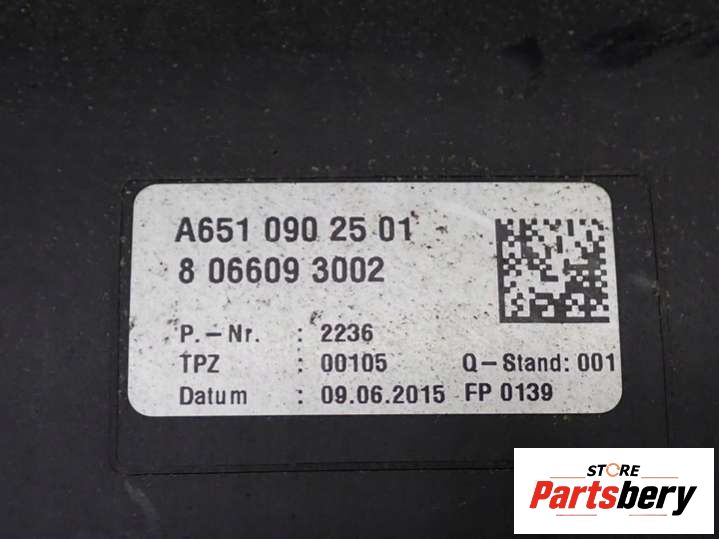 A651 090 25 01
8 066093 3002
P.-Nr. : 2236
TPZ : 00105 Q-Stand: 001
Datum : 09.06.2015 FP 0139
STORE
Partsbery